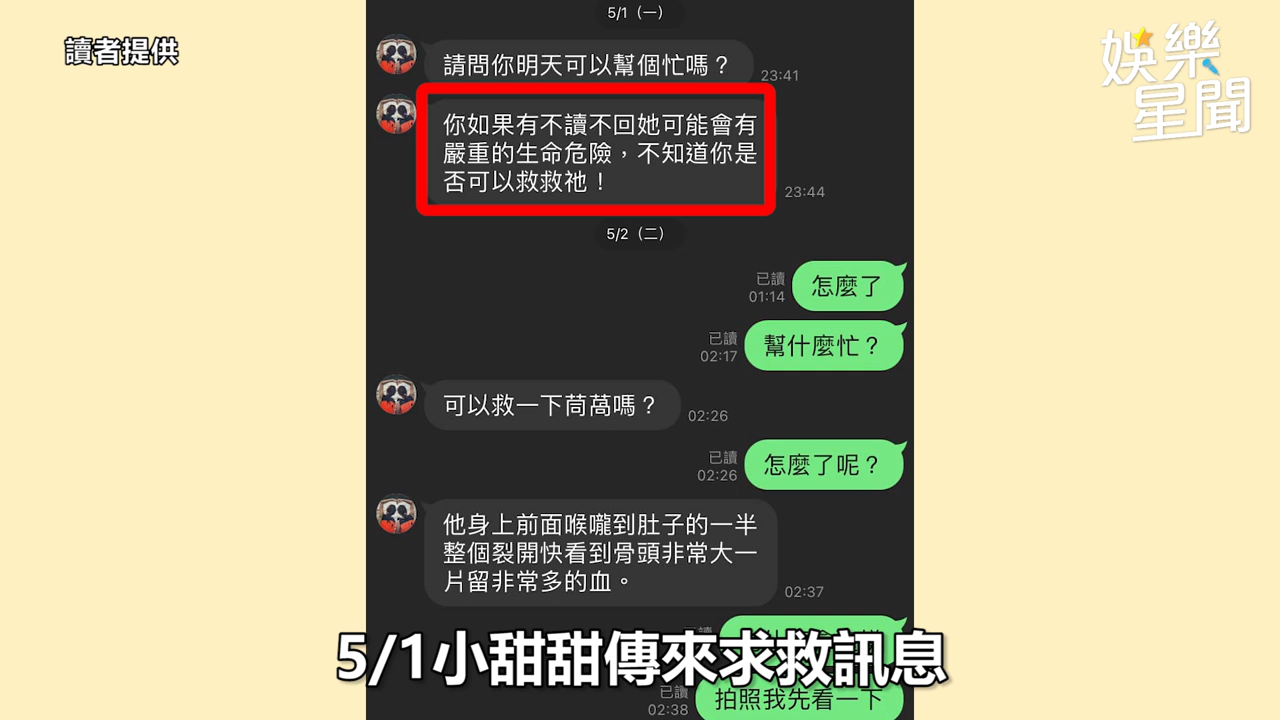 讀者提供
娛樂
星聞
5/1（一）
請問你明天可以幫個忙嗎？
23:41
你如果有不讀不回她可能會有
嚴重的生命危險，不知道你是
否可以救救祂！
23:44
5/2（二）
已讀
01:14
怎麼了
已讀
02:17
幫什麼忙？
可以救一下茼萵嗎？
02:26
已讀
02:26
怎麼了呢？
他身上前面喉嚨到肚子的一半
整個裂開快看到骨頭非常大一
片留非常多的血。
02:37
5/1小甜甜傳來求救訊息
已讀
02:38
拍照我先看一下